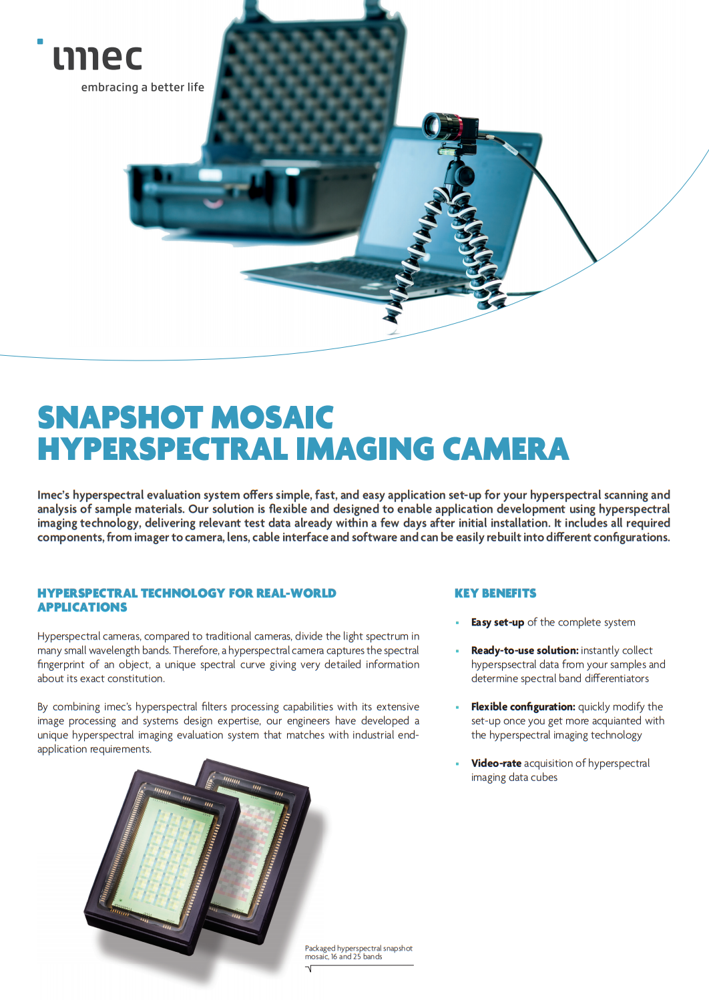 imec
embracing a better life
SNAPSHOT MOSAIC
HYPERSPECTRAL IMAGING CAMERA
Imec's hyperspectral evaluation system offers simple, fast, and easy application set-up for your hyperspectral scanning and
analysis of sample materials. Our solution is flexible and designed to enable application development using hyperspectral
imaging technology, delivering relevant test data already within a few days after initial installation. It includes all required
components, from imager to camera, lens, cable interface and software and can be easily rebuilt into different configurations.
HYPERSPECTRAL TECHNOLOGY FOR REAL-WORLD
APPLICATIONS
Hyperspectral cameras, compared to traditional cameras, divide the light spectrum in
many small wavelength bands. Therefore, a hyperspectral camera captures the spectral
fingerprint of an object, a unique spectral curve giving very detailed information
about its exact constitution.
By combining imec's hyperspectral filters processing capabilities with its extensive
image processing and systems design expertise, our engineers have developed a
unique hyperspectral imaging evaluation system that matches with industrial end-
application requirements.
Packaged hyperspectral snapshot
mosaic, 16 and 25 bands
KEY BENEFITS
• Easy set-up of the complete system
• Ready-to-use solution: instantly collect
hyperspsectral data from your samples and
determine spectral band differentiators
• Flexible configuration: quickly modify the
set-up once you get more acquianted with
the hyperspectral imaging technology
• Video-rate acquisition of hyperspectral
imaging data cubes